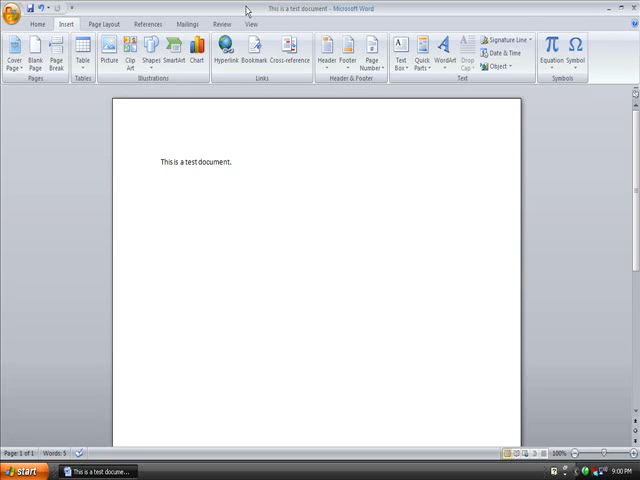 This is a test document - Microsoft Word
Home Insert Page Layout References Mailings Review View
Cover Page Blank Page Page Break Table Picture Clip Art Shapes SmartArt Chart Hyperlink Bookmark Cross-reference Header Footer Page Number Text Box Quick Parts WordArt Drop Cap Signature Line Date & Time Object Equation Symbol
Pages Tables Illustrations Links Header & Footer Text Symbols
This is a test document.
Page: 1 of 1 Words: 5 100%
start This is a test docume... 9:00 PM